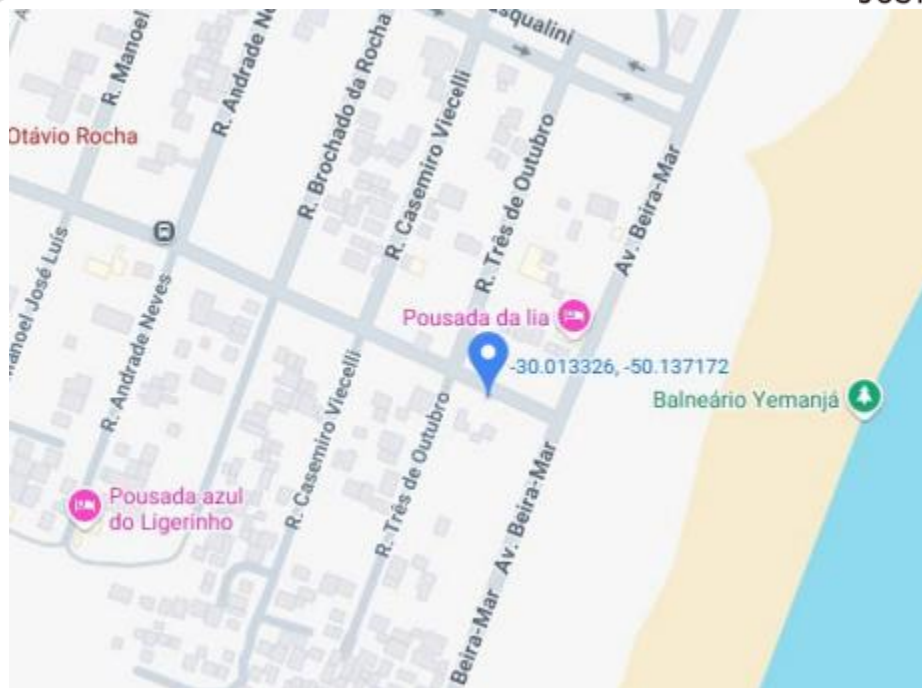 R. Manoel
R. Andrade Ne
R. Brochado da Rocha
R. Casemiro Viecelli
squalini
R. Três de Outubro
Av. Beira-Mar
Otávio Rocha
anoel José Luís
R. Andrade Neves
Pousada da lia
-30.013326, -50.137172
Balneário Yemanjá
R. Casemiro Viecelli
R. Três de Outubro
Av. Beira-Mar
Pousada azul
do Ligerinho
Beira-Mar